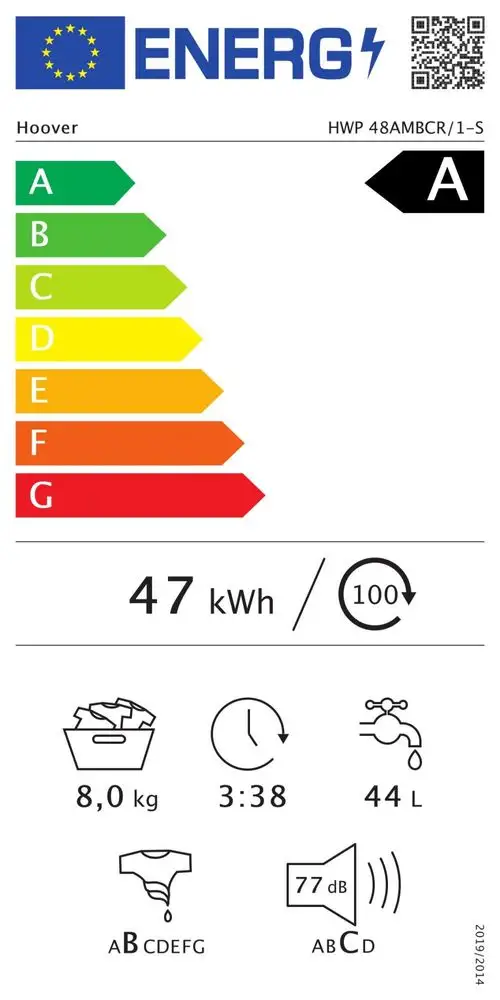 ENERG
Hoover HWP 48AMBCR/1-S
A A
B
C
D
E
F
G
47 kWh / 100
8,0 kg 3:38 44 L
77 dB
ABCDEFG ABCD
2019/2014